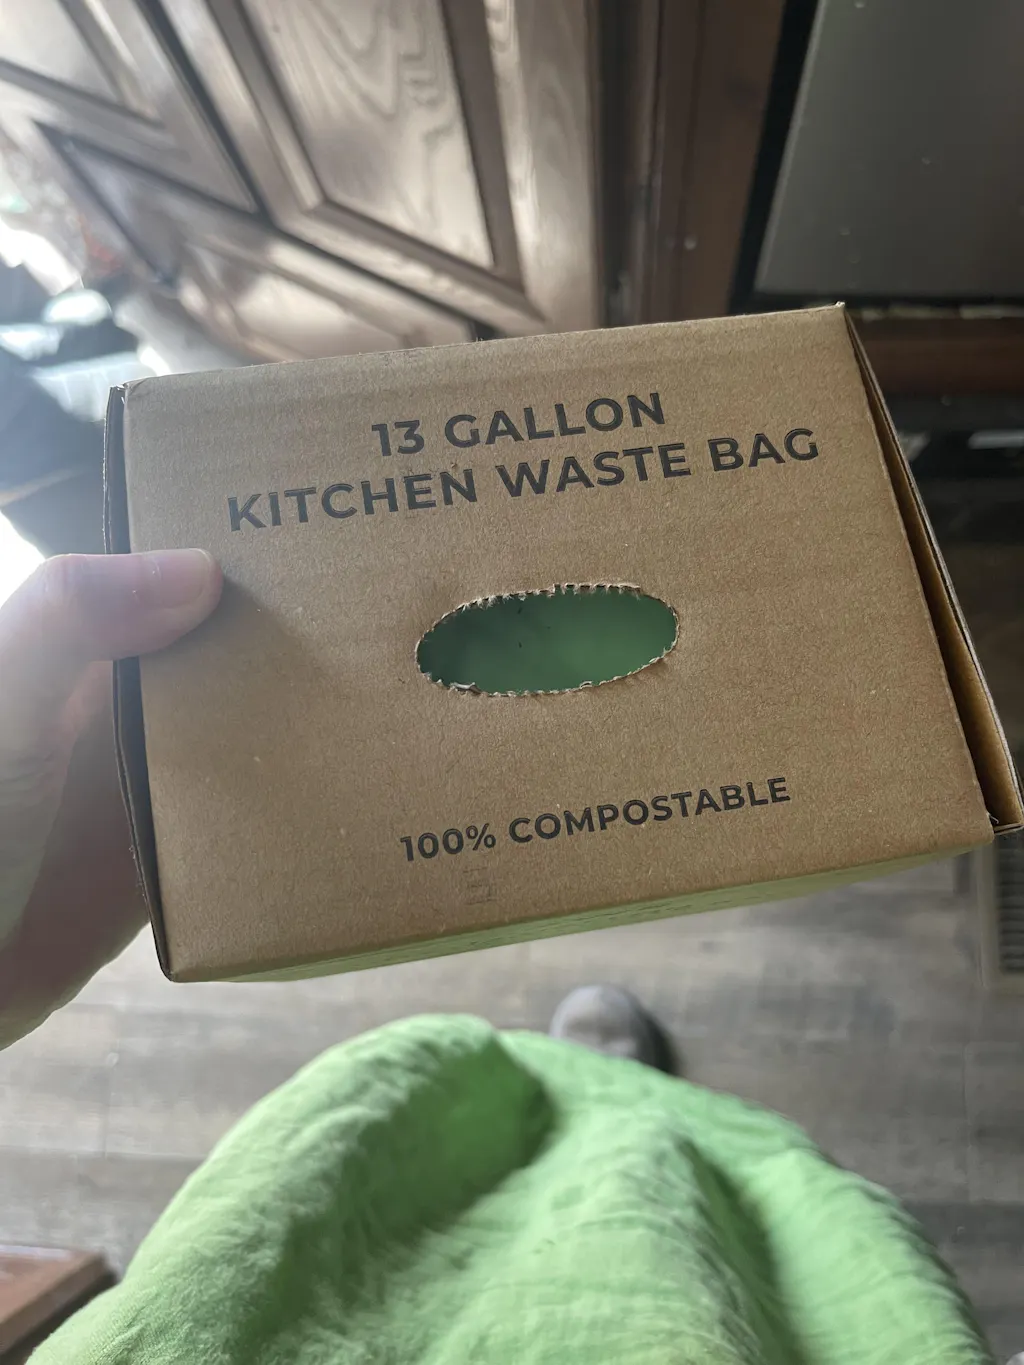 13 GALLON
KITCHEN WASTE BAG
100% COMPOSTABLE